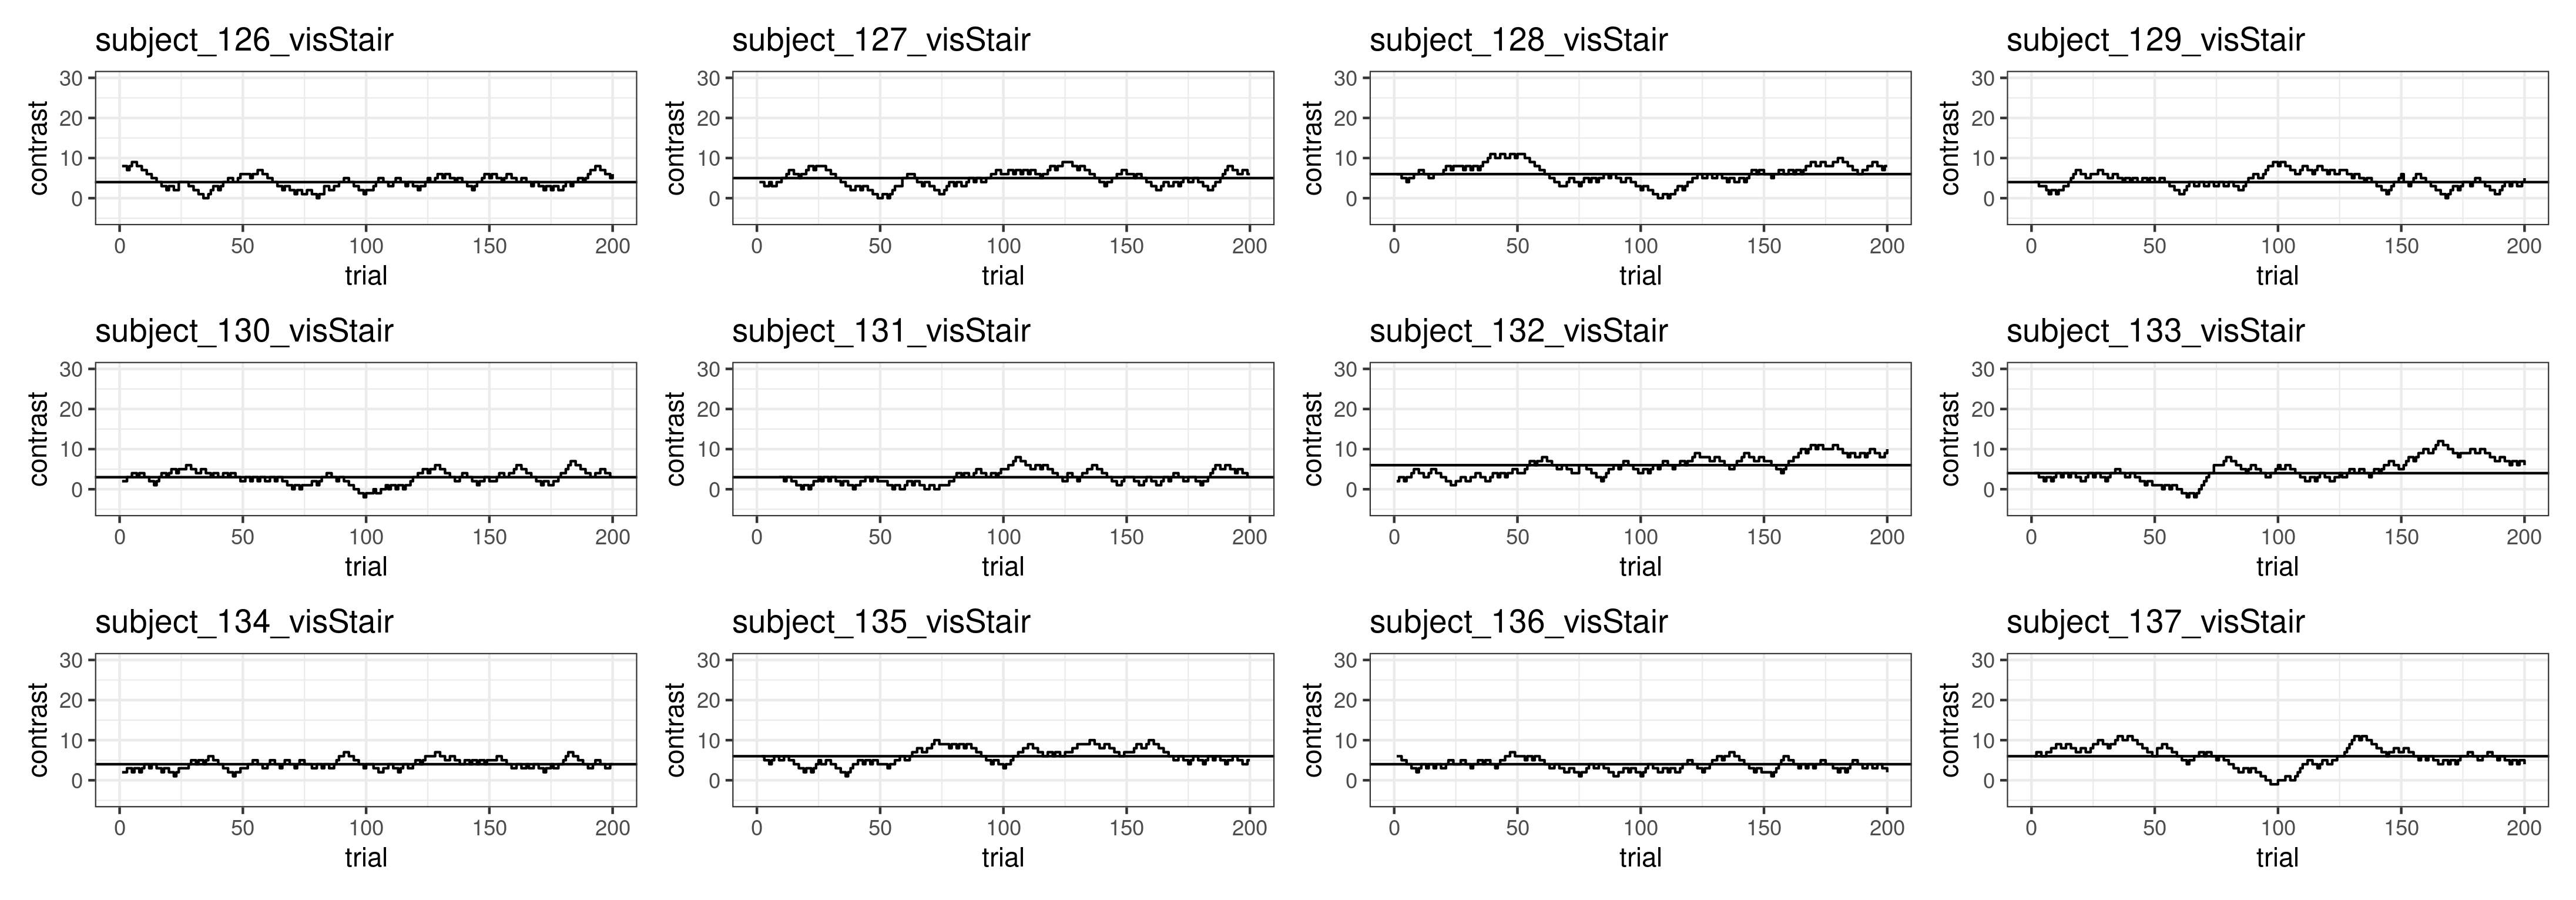 subject_126_visStair subject_127_visStair subject_128_visStair subject_129_visStair
30 30 30 30
20 20 20 20
10 10 10 10
0 0 0 0
contrast contrast contrast contrast
0 50 100 150 200 0 50 100 150 200 0 50 100 150 200 0 50 100 150 200
trial trial trial trial
subject_130_visStair subject_131_visStair subject_132_visStair subject_133_visStair
30 30 30 30
20 20 20 20
10 10 10 10
0 0 0 0
contrast contrast contrast contrast
0 50 100 150 200 0 50 100 150 200 0 50 100 150 200 0 50 100 150 200
trial trial trial trial
subject_134_visStair subject_135_visStair subject_136_visStair subject_137_visStair
30 30 30 30
20 20 20 20
10 10 10 10
0 0 0 0
contrast contrast contrast contrast
0 50 100 150 200 0 50 100 150 200 0 50 100 150 200 0 50 100 150 200
trial trial trial trial